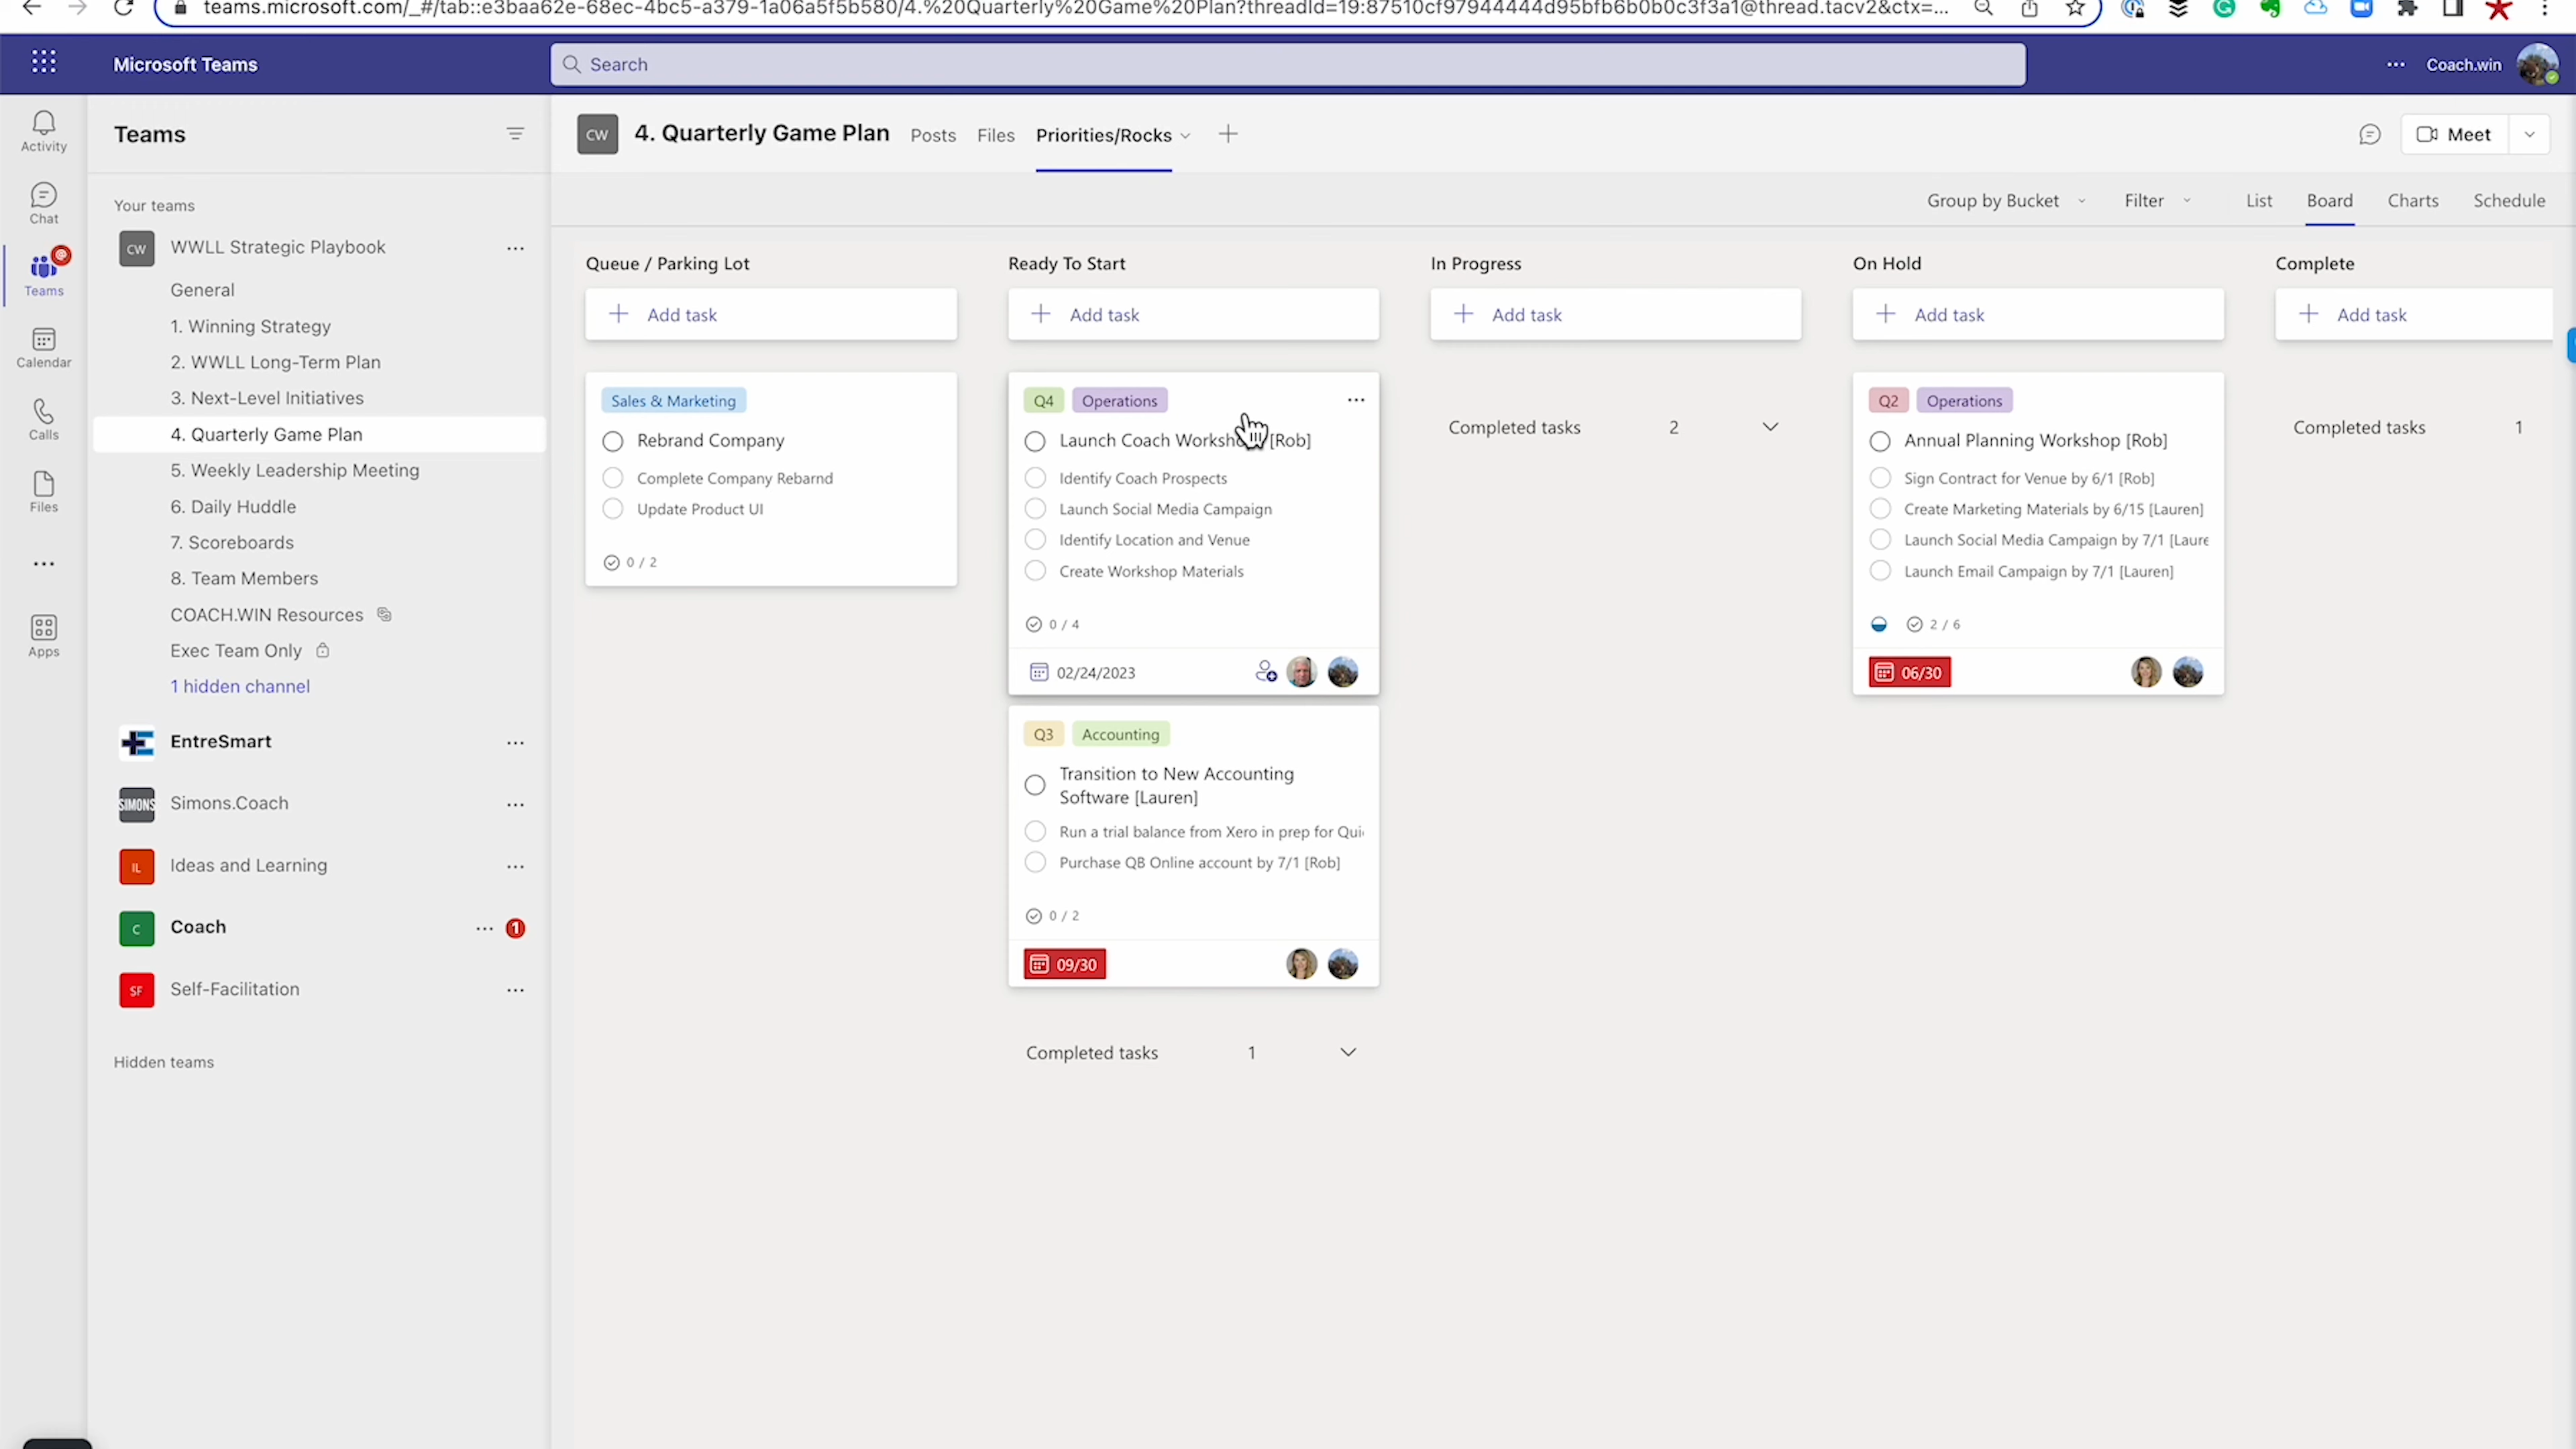 teams.microsoft.com/_#/tab::e3baa62e-68ec-4bc5-a379-1a06a5f5b580/4.%20Quarterly%20Game%20Plan?threadId=19:87510cf97944444d95bfb6b0b0c3f3a1@thread.tacv2&ctx=...
Microsoft Teams
Search
Coach.win
Activity
Chat
Teams
Calendar
Calls
Files
Apps
Teams
Your teams
CW WWLL Strategic Playbook
General
1. Winning Strategy
2. WWLL Long-Term Plan
3. Next-Level Initiatives
4. Quarterly Game Plan
5. Weekly Leadership Meeting
6. Daily Huddle
7. Scoreboards
8. Team Members
COACH.WIN Resources
Exec Team Only
1 hidden channel
EntreSmart
SIMONS Simons.Coach
IL Ideas and Learning
C Coach 1
SF Self-Facilitation
Hidden teams
CW 4. Quarterly Game Plan Posts Files Priorities/Rocks
Meet
Group by Bucket Filter List Board Charts Schedule
Queue / Parking Lot
Add task
Sales & Marketing
Rebrand Company
Complete Company Rebarnd
Update Product UI
0 / 2
Ready To Start
Add task
Q4 Operations
Launch Coach Worksho [Rob]
Identify Coach Prospects
Launch Social Media Campaign
Identify Location and Venue
Create Workshop Materials
0 / 4
02/24/2023
Q3 Accounting
Transition to New Accounting
Software [Lauren]
Run a trial balance from Xero in prep for Qui
Purchase QB Online account by 7/1 [Rob]
0 / 2
09/30
Completed tasks 1
In Progress
Add task
Completed tasks 2
On Hold
Add task
Q2 Operations
Annual Planning Workshop [Rob]
Sign Contract for Venue by 6/1 [Rob]
Create Marketing Materials by 6/15 [Lauren]
Launch Social Media Campaign by 7/1 [Laure
Launch Email Campaign by 7/1 [Lauren]
2 / 6
06/30
Complete
Add task
Completed tasks 1